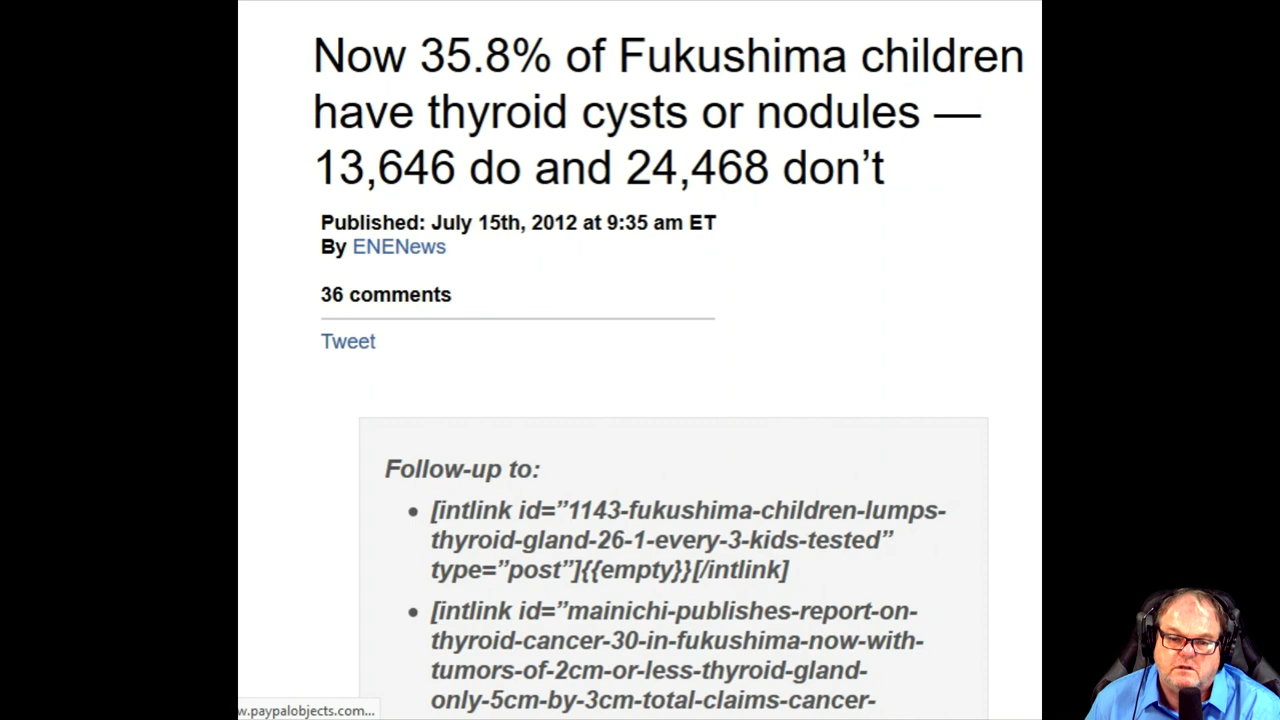 Now 35.8% of Fukushima children
have thyroid cysts or nodules —
13,646 do and 24,468 don’t
Published: July 15th, 2012 at 9:35 am ET
By ENENews
36 comments
Tweet
Follow-up to:
[intlink id=”1143-fukushima-children-lumps-
thyroid-gland-26-1-every-3-kids-tested”
type=”post”]{{empty}}[/intlink]
[intlink id=”mainichi-publishes-report-on-
thyroid-cancer-30-in-fukushima-now-with-
tumors-of-2cm-or-less-thyroid-gland-
only-5cm-by-3cm-total-claims-cancer-
w.paypalobjects.com...